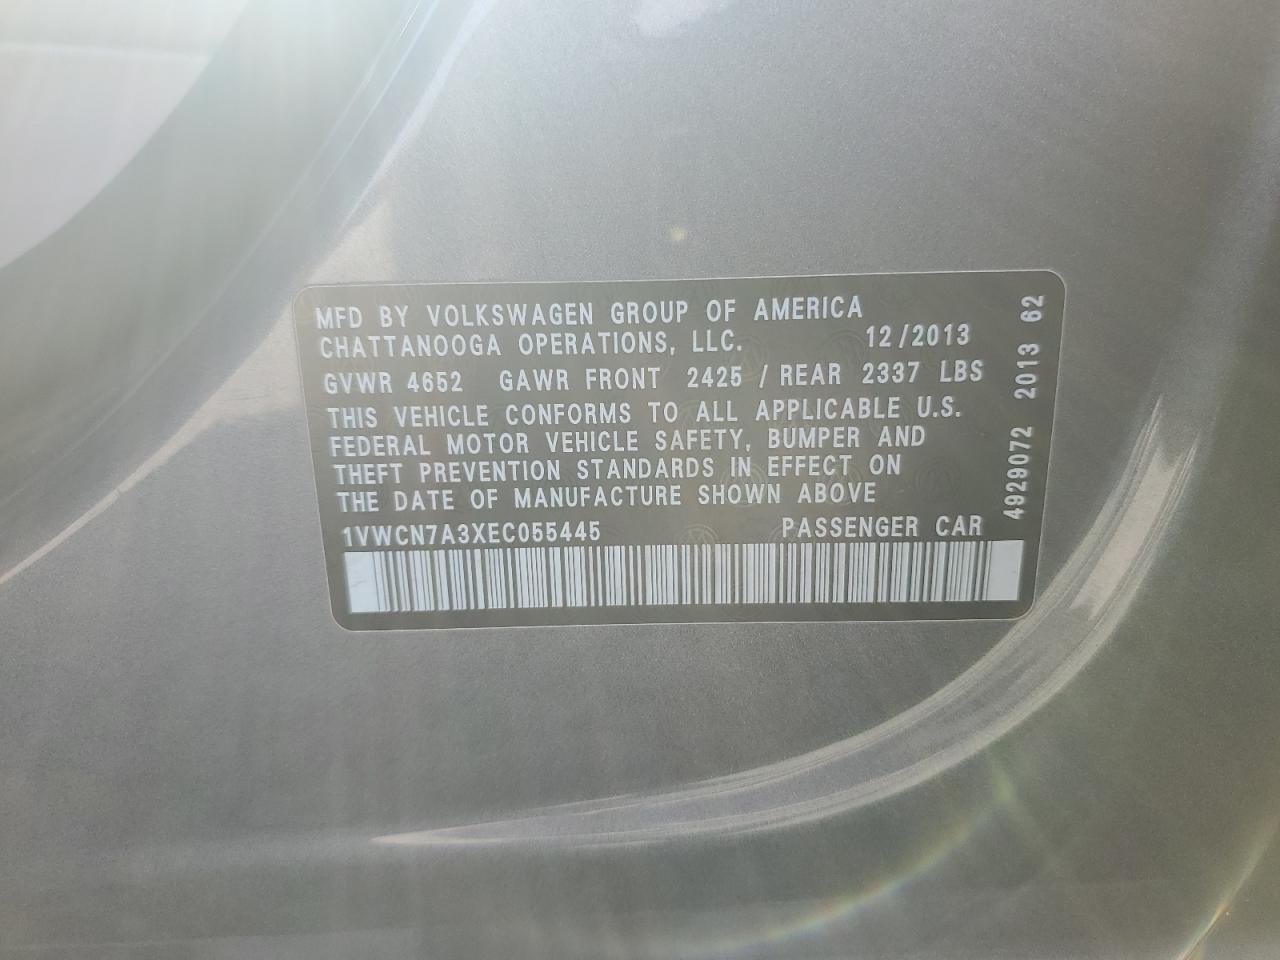 MFD BY VOLKSWAGEN GROUP OF AMERICA
CHATTANOOGA OPERATIONS, LLC. 12/2013
GVWR 4652 GAWR FRONT 2425 / REAR 2337 LBS
THIS VEHICLE CONFORMS TO ALL APPLICABLE U.S.
FEDERAL MOTOR VEHICLE SAFETY, BUMPER AND
THEFT PREVENTION STANDARDS IN EFFECT ON
THE DATE OF MANUFACTURE SHOWN ABOVE
1VWCN7A3XEC055445 PASSENGER CAR
4929072 2013 62